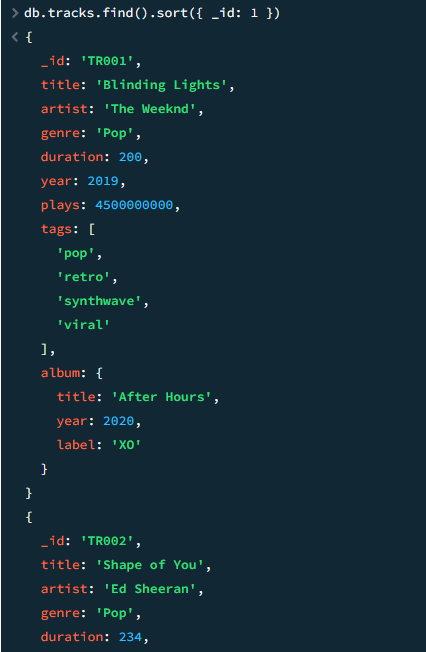 > db.tracks.find().sort({ _id: 1 })
< {
_id: 'TR001',
title: 'Blinding Lights',
artist: 'The Weeknd',
genre: 'Pop',
duration: 200,
year: 2019,
plays: 4500000000,
tags: [
'pop',
'retro',
'synthwave',
'viral'
],
album: {
title: 'After Hours',
year: 2020,
label: 'XO'
}
}
{
_id: 'TR002',
title: 'Shape of You',
artist: 'Ed Sheeran',
genre: 'Pop',
duration: 234,